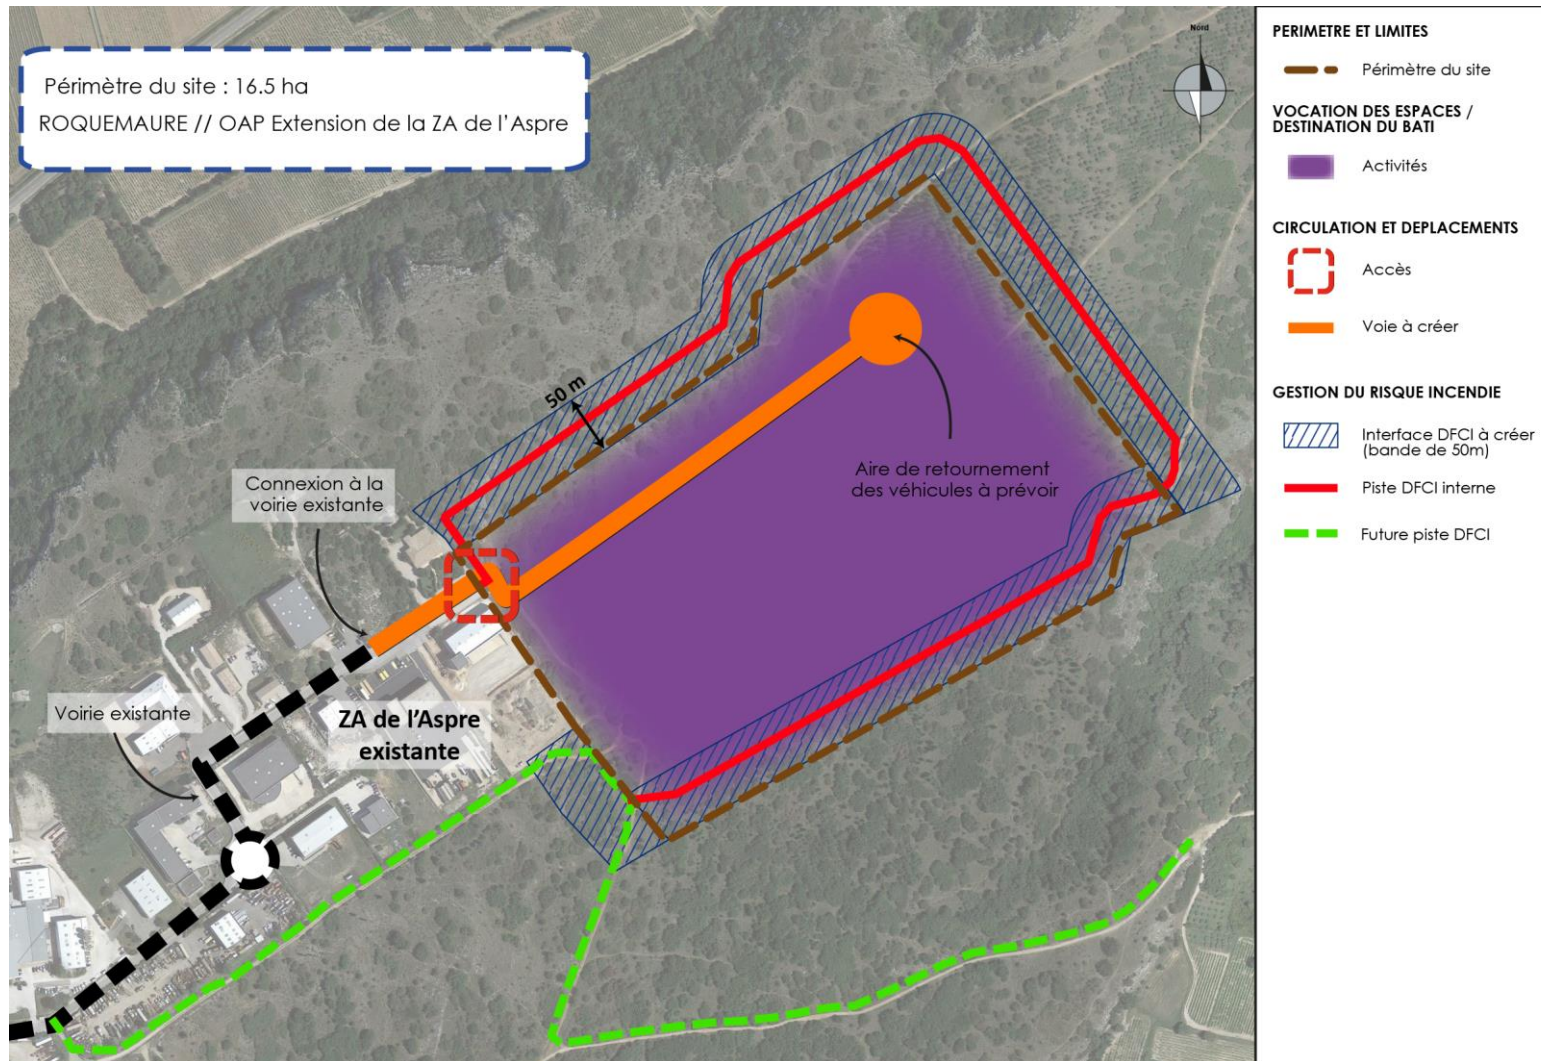 Périmètre du site : 16.5 ha
ROQUEMAURE // OAP Extension de la ZA de l'Aspre
Nord
50 m
Connexion à la
voirie existante
Aire de retournement
des véhicules à prévoir
Voirie existante
ZA de l'Aspre
existante
PERIMETRE ET LIMITES
Périmètre du site
VOCATION DES ESPACES /
DESTINATION DU BATI
Activités
CIRCULATION ET DEPLACEMENTS
Accès
Voie à créer
GESTION DU RISQUE INCENDIE
Interface DFCI à créer
(bande de 50m)
Piste DFCI interne
Future piste DFCI